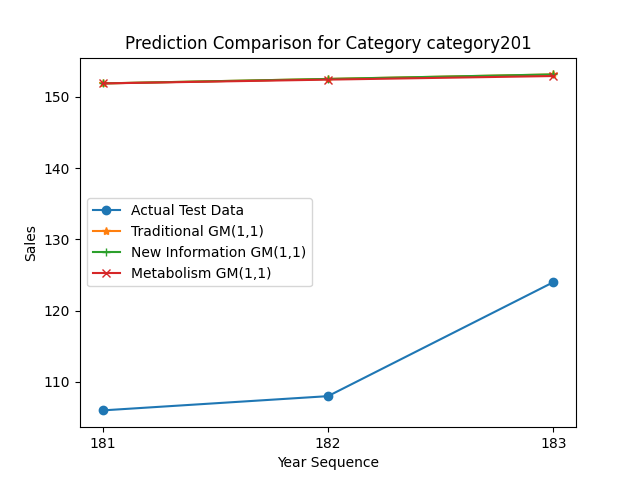 Prediction Comparison for Category category201
Sales
150
140
130
120
110
Actual Test Data
Traditional GM(1,1)
New Information GM(1,1)
Metabolism GM(1,1)
181
182
183
Year Sequence